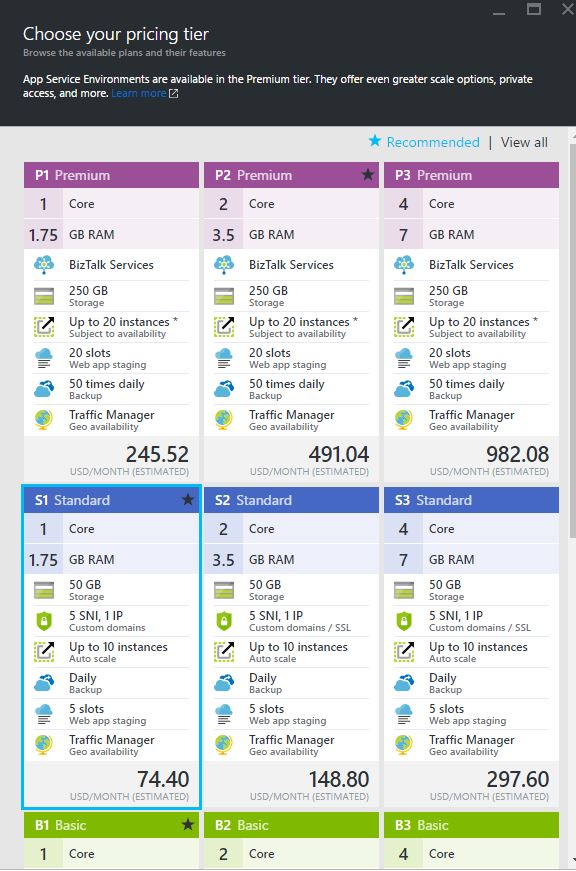 Choose your pricing tier
Browse the available plans and their features
App Service Environments are available in the Premium tier. They offer even greater scale options, private
access, and more. Learn more
Recommended | View all
P1 Premium
1 Core
1.75 GB RAM
BizTalk Services
250 GB
Storage
Up to 20 instances *
Subject to availability
20 slots
Web app staging
50 times daily
Backup
Traffic Manager
Geo availability
245.52
USD/MONTH (ESTIMATED)
P2 Premium
2 Core
3.5 GB RAM
BizTalk Services
250 GB
Storage
Up to 20 instances *
Subject to availability
20 slots
Web app staging
50 times daily
Backup
Traffic Manager
Geo availability
491.04
USD/MONTH (ESTIMATED)
P3 Premium
4 Core
7 GB RAM
BizTalk Services
250 GB
Storage
Up to 20 instances *
Subject to availability
20 slots
Web app staging
50 times daily
Backup
Traffic Manager
Geo availability
982.08
USD/MONTH (ESTIMATED)
S1 Standard
1 Core
1.75 GB RAM
50 GB
Storage
5 SNI, 1 IP
Custom domains
Up to 10 instances
Auto scale
Daily
Backup
5 slots
Web app staging
Traffic Manager
Geo availability
74.40
USD/MONTH (ESTIMATED)
S2 Standard
2 Core
3.5 GB RAM
50 GB
Storage
5 SNI, 1 IP
Custom domains / SSL
Up to 10 instances
Auto scale
Daily
Backup
5 slots
Web app staging
Traffic Manager
Geo availability
148.80
USD/MONTH (ESTIMATED)
S3 Standard
4 Core
7 GB RAM
50 GB
Storage
5 SNI, 1 IP
Custom domains / SSL
Up to 10 instances
Auto scale
Daily
Backup
5 slots
Web app staging
Traffic Manager
Geo availability
297.60
USD/MONTH (ESTIMATED)
B1 Basic
1 Core
B2 Basic
2 Core
B3 Basic
4 Core